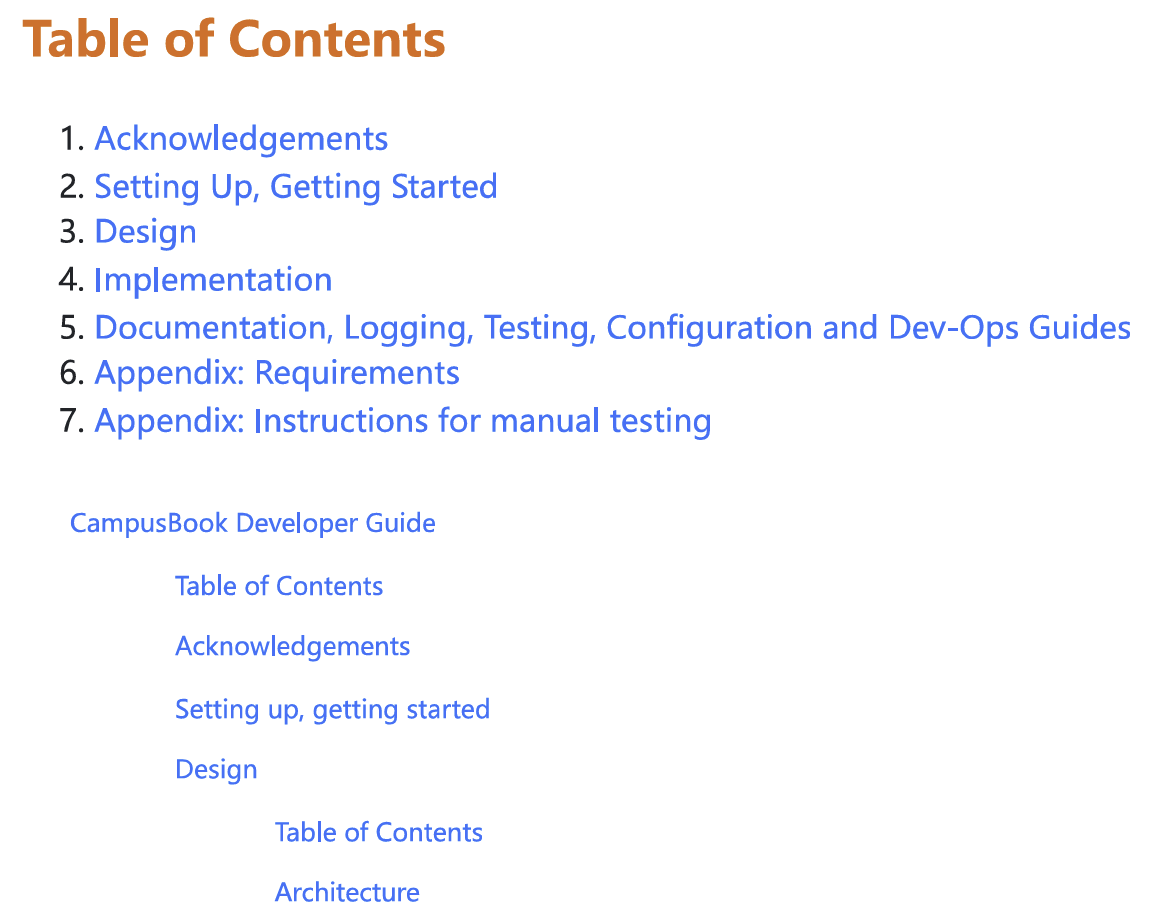 Table of Contents
1. Acknowledgements
2. Setting Up, Getting Started
3. Design
4. Implementation
5. Documentation, Logging, Testing, Configuration and Dev-Ops Guides
6. Appendix: Requirements
7. Appendix: Instructions for manual testing
CampusBook Developer Guide
Table of Contents
Acknowledgements
Setting up, getting started
Design
Table of Contents
Architecture